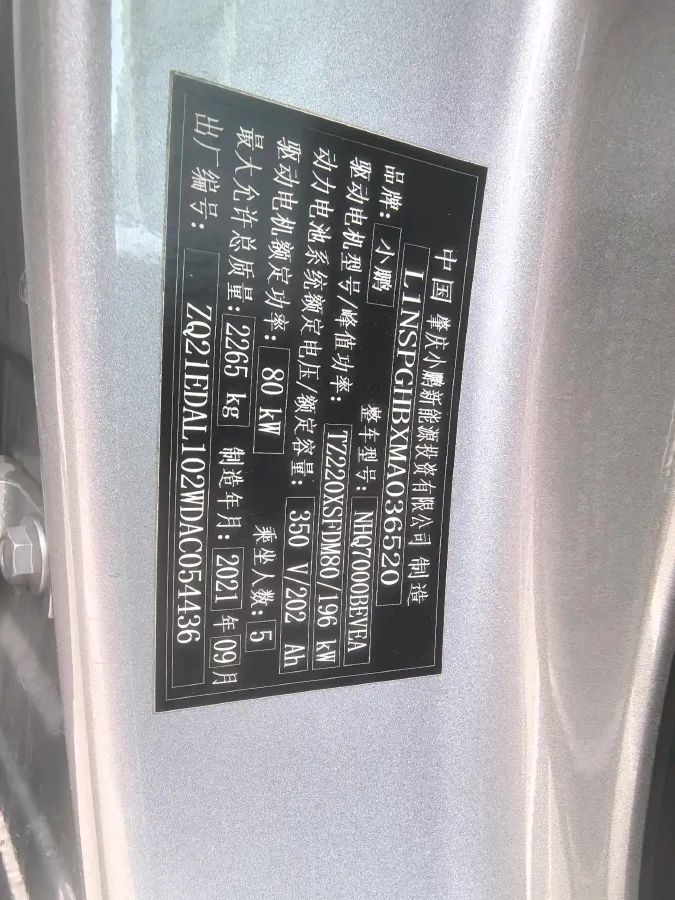 中国 肇庆小鹏新能源投资有限公司 制造
L1NSPGHBXMA036520
品牌: 小鹏 整车型号: NHQ7000BEVEA
驱动电机型号/峰值功率: TZ220XSFDM80/196 kW
动力电池系统额定电压/额定容量: 350 V/202 Ah
驱动电机额定功率: 80 kW 乘坐人数: 5
最大允许总质量: 2265 kg 制造年月: 2021 年 09 月
出厂编号: ZQ21EDAL102WDAC054436